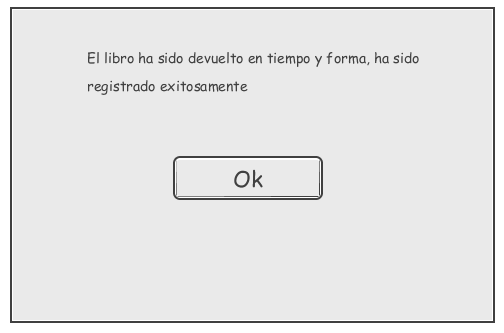 El libro ha sido devuelto en tiempo y forma, ha sido
registrado exitosamente
Ok